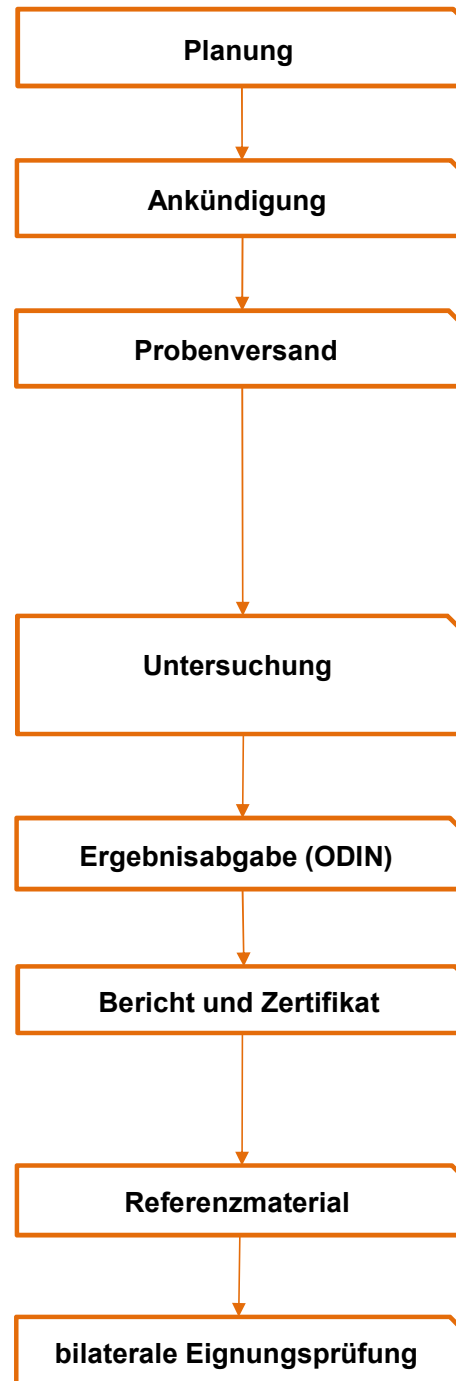 Planung
Ankündigung
Probenversand
Untersuchung
Ergebnisabgabe (ODIN)
Bericht und Zertifikat
Referenzmaterial
bilaterale Eignungsprüfung